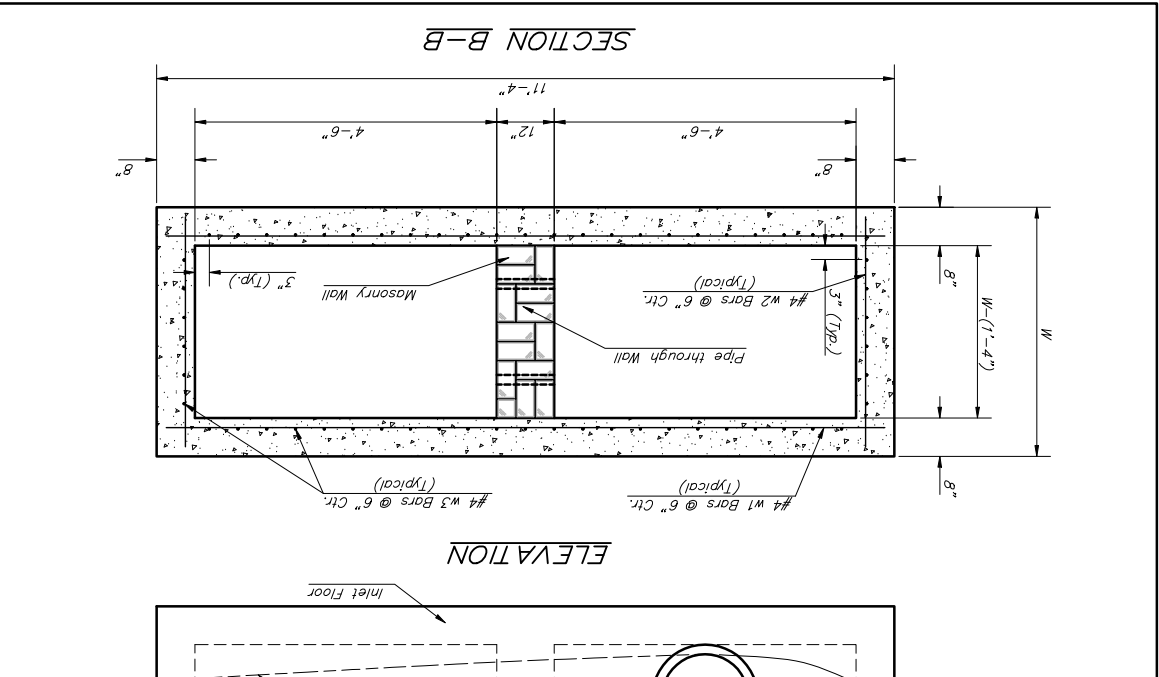 Inlet Floor
ELEVATION
8"
#4 w1 Bars @ 6" Ctr.
(Typical)
#4 w3 Bars @ 6" Ctr.
(Typical)
W
W-(1'-4")
Pipe through Wall
3" (Typ.)
#4 w2 Bars @ 6" Ctr.
(Typical)
Masonry Wall
3" (Typ.)
8"
8"
8"
4'-6"
12"
4'-6"
11'-4"
SECTION B-B